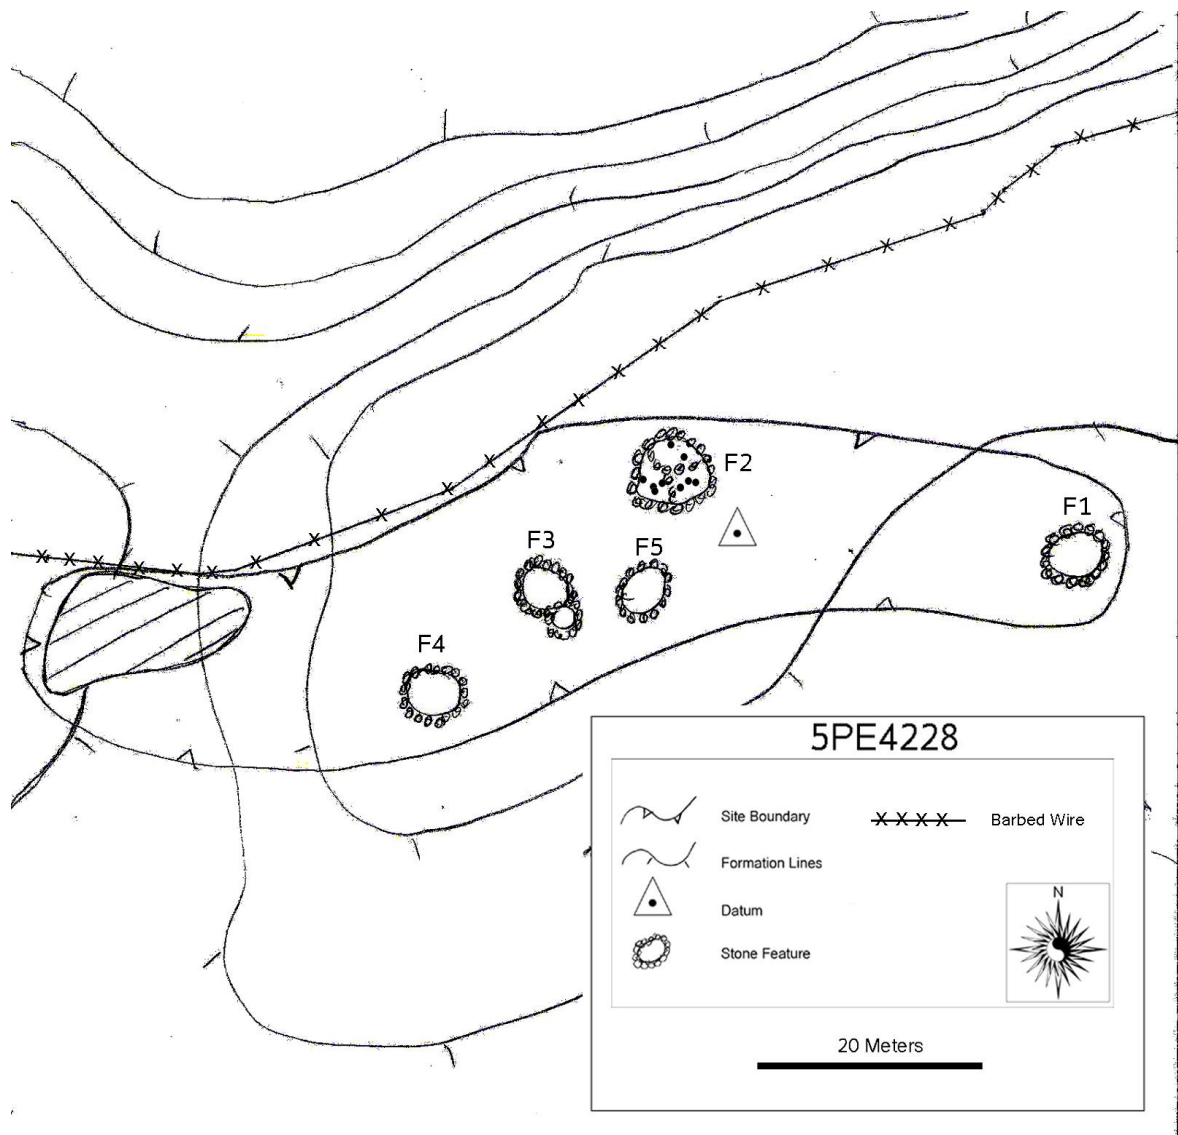 F2
F1
F3
F5
F4
5PE4228
Site Boundary
Barbed Wire
Formation Lines
N
Datum
Stone Feature
20 Meters